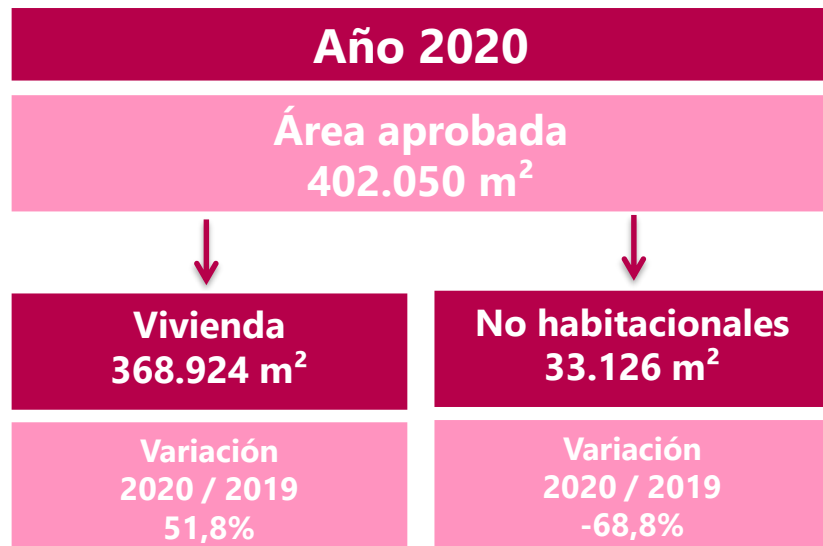 Año 2020
Área aprobada
402.050 m²
Vivienda
368.924 m²
No habitacionales
33.126 m²
Variación
2020 / 2019
51,8%
Variación
2020 / 2019
-68,8%